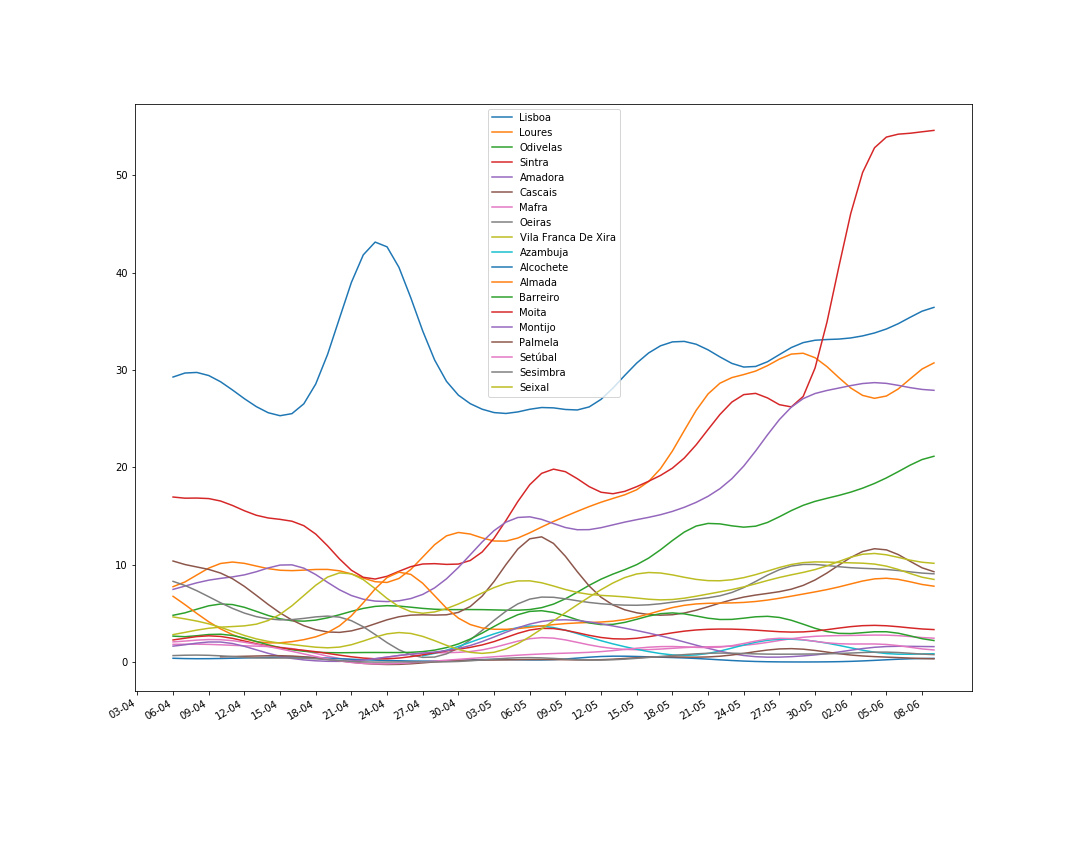 Lisboa
Loures
Odivelas
Sintra
Amadora
Cascais
Mafra
Oeiras
Vila Franca De Xira
Azambuja
Alcochete
Almada
Barreiro
Moita
Montijo
Palmela
Setúbal
Sesimbra
Seixal
50
40
30
20
10
0
03-04 06-04 09-04 12-04 15-04 18-04 21-04 24-04 27-04 30-04 03-05 06-05 09-05 12-05 15-05 18-05 21-05 24-05 27-05 30-05 02-06 05-06 08-06